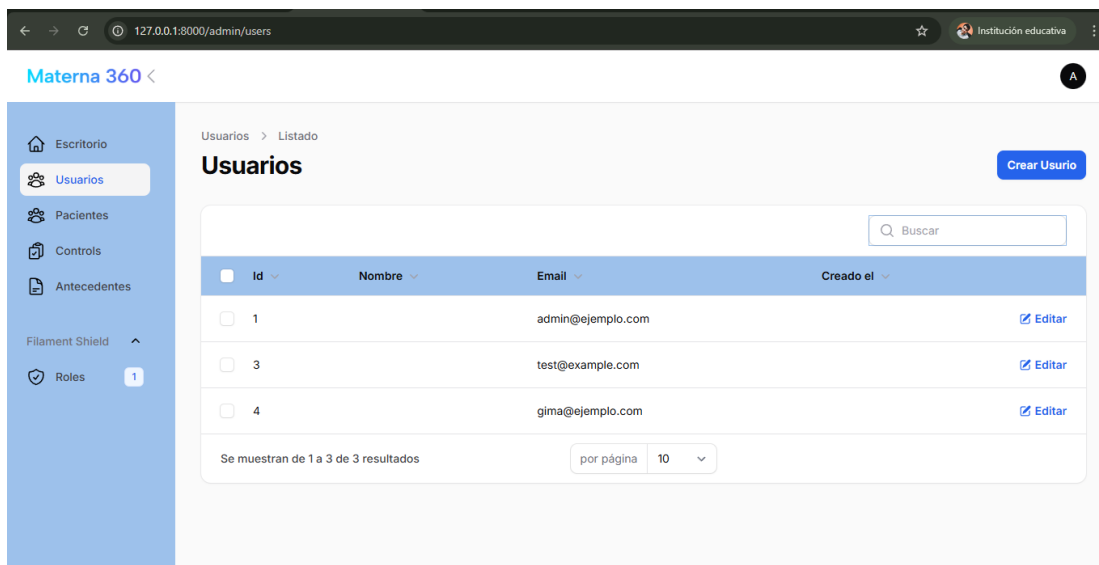 127.0.0.1:8000/admin/users
Institución educativa
Materna 360
A
Escritorio
Usuarios
Pacientes
Controls
Antecedentes
Filament Shield
Roles 1
Usuarios > Listado
Usuarios
Crear Usurio
Buscar
Id Nombre Email Creado el
1 admin@ejemplo.com Editar
3 test@example.com Editar
4 gima@ejemplo.com Editar
Se muestran de 1 a 3 de 3 resultados por página 10